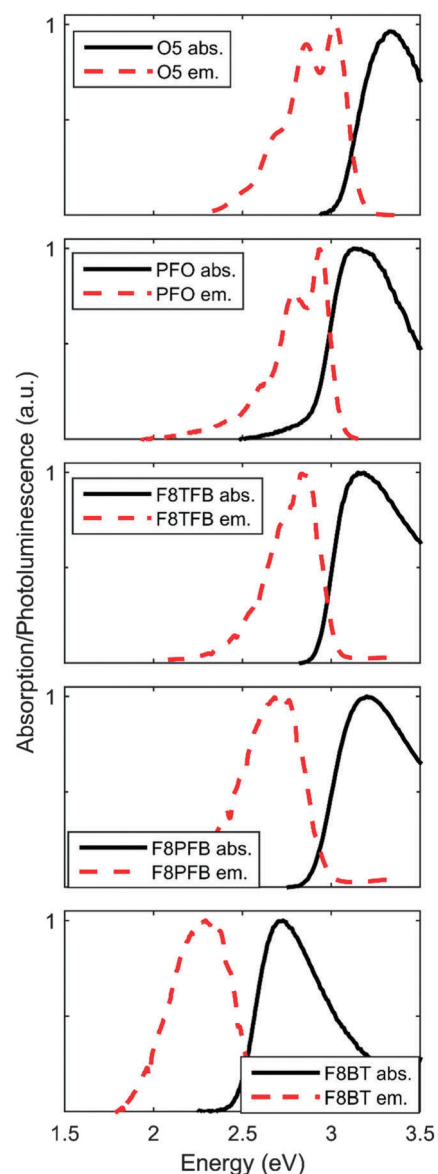 1
O5 abs.
O5 em.
1
PFO abs.
PFO em.
1
F8TFB abs.
F8TFB em.
1
F8PFB abs.
F8PFB em.
1
F8BT abs.
F8BT em.
1.5 2 2.5 3 3.5
Energy (eV)
Absorption/Photoluminescence (a.u.)